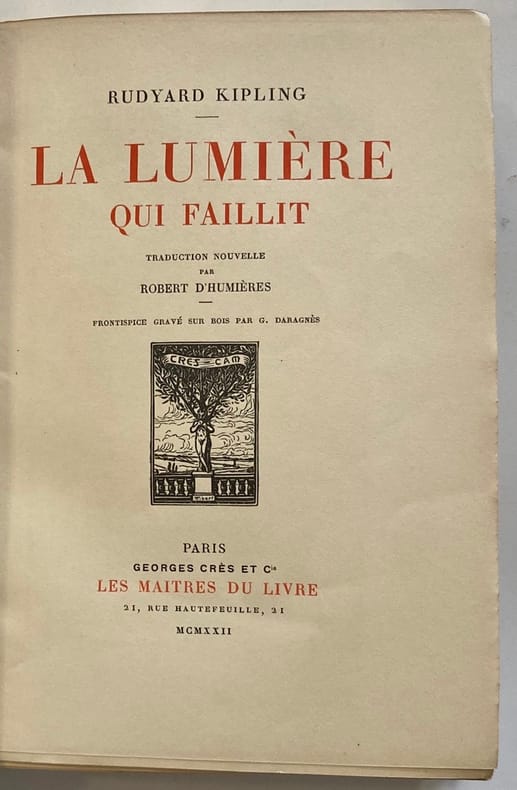 RUDYARD KIPLING
LA LUMIÈRE
QUI FAILLIT
TRADUCTION NOUVELLE
PAR
ROBERT D'HUMIÈRES
FRONTISPICE GRAVÉ SUR BOIS PAR G. DARAGNÈS
CRES – CAM
PARIS
GEORGES CRÈS ET Cie
LES MAITRES DU LIVRE
21, RUE HAUTEFEUILLE, 21
MCMXXII